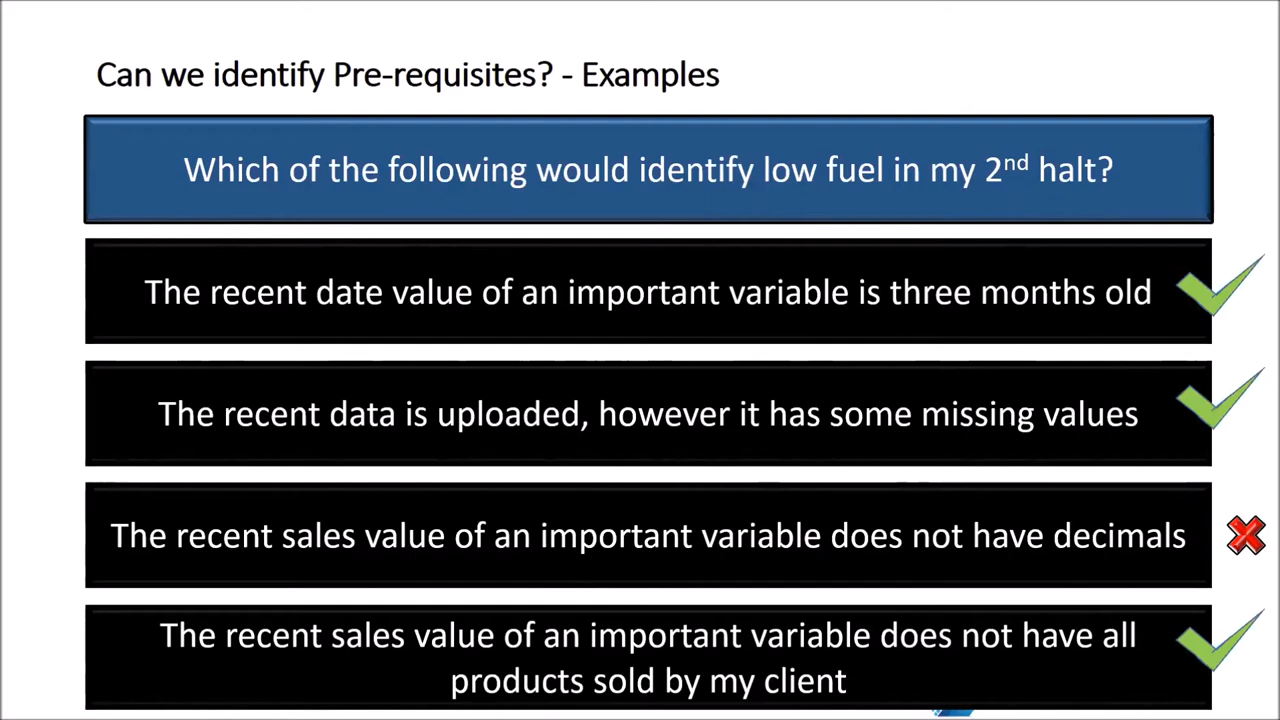 Can we identify Pre-requisites? - Examples
Which of the following would identify low fuel in my 2nd halt?
The recent date value of an important variable is three months old
The recent data is uploaded, however it has some missing values
The recent sales value of an important variable does not have decimals
The recent sales value of an important variable does not have all
products sold by my client